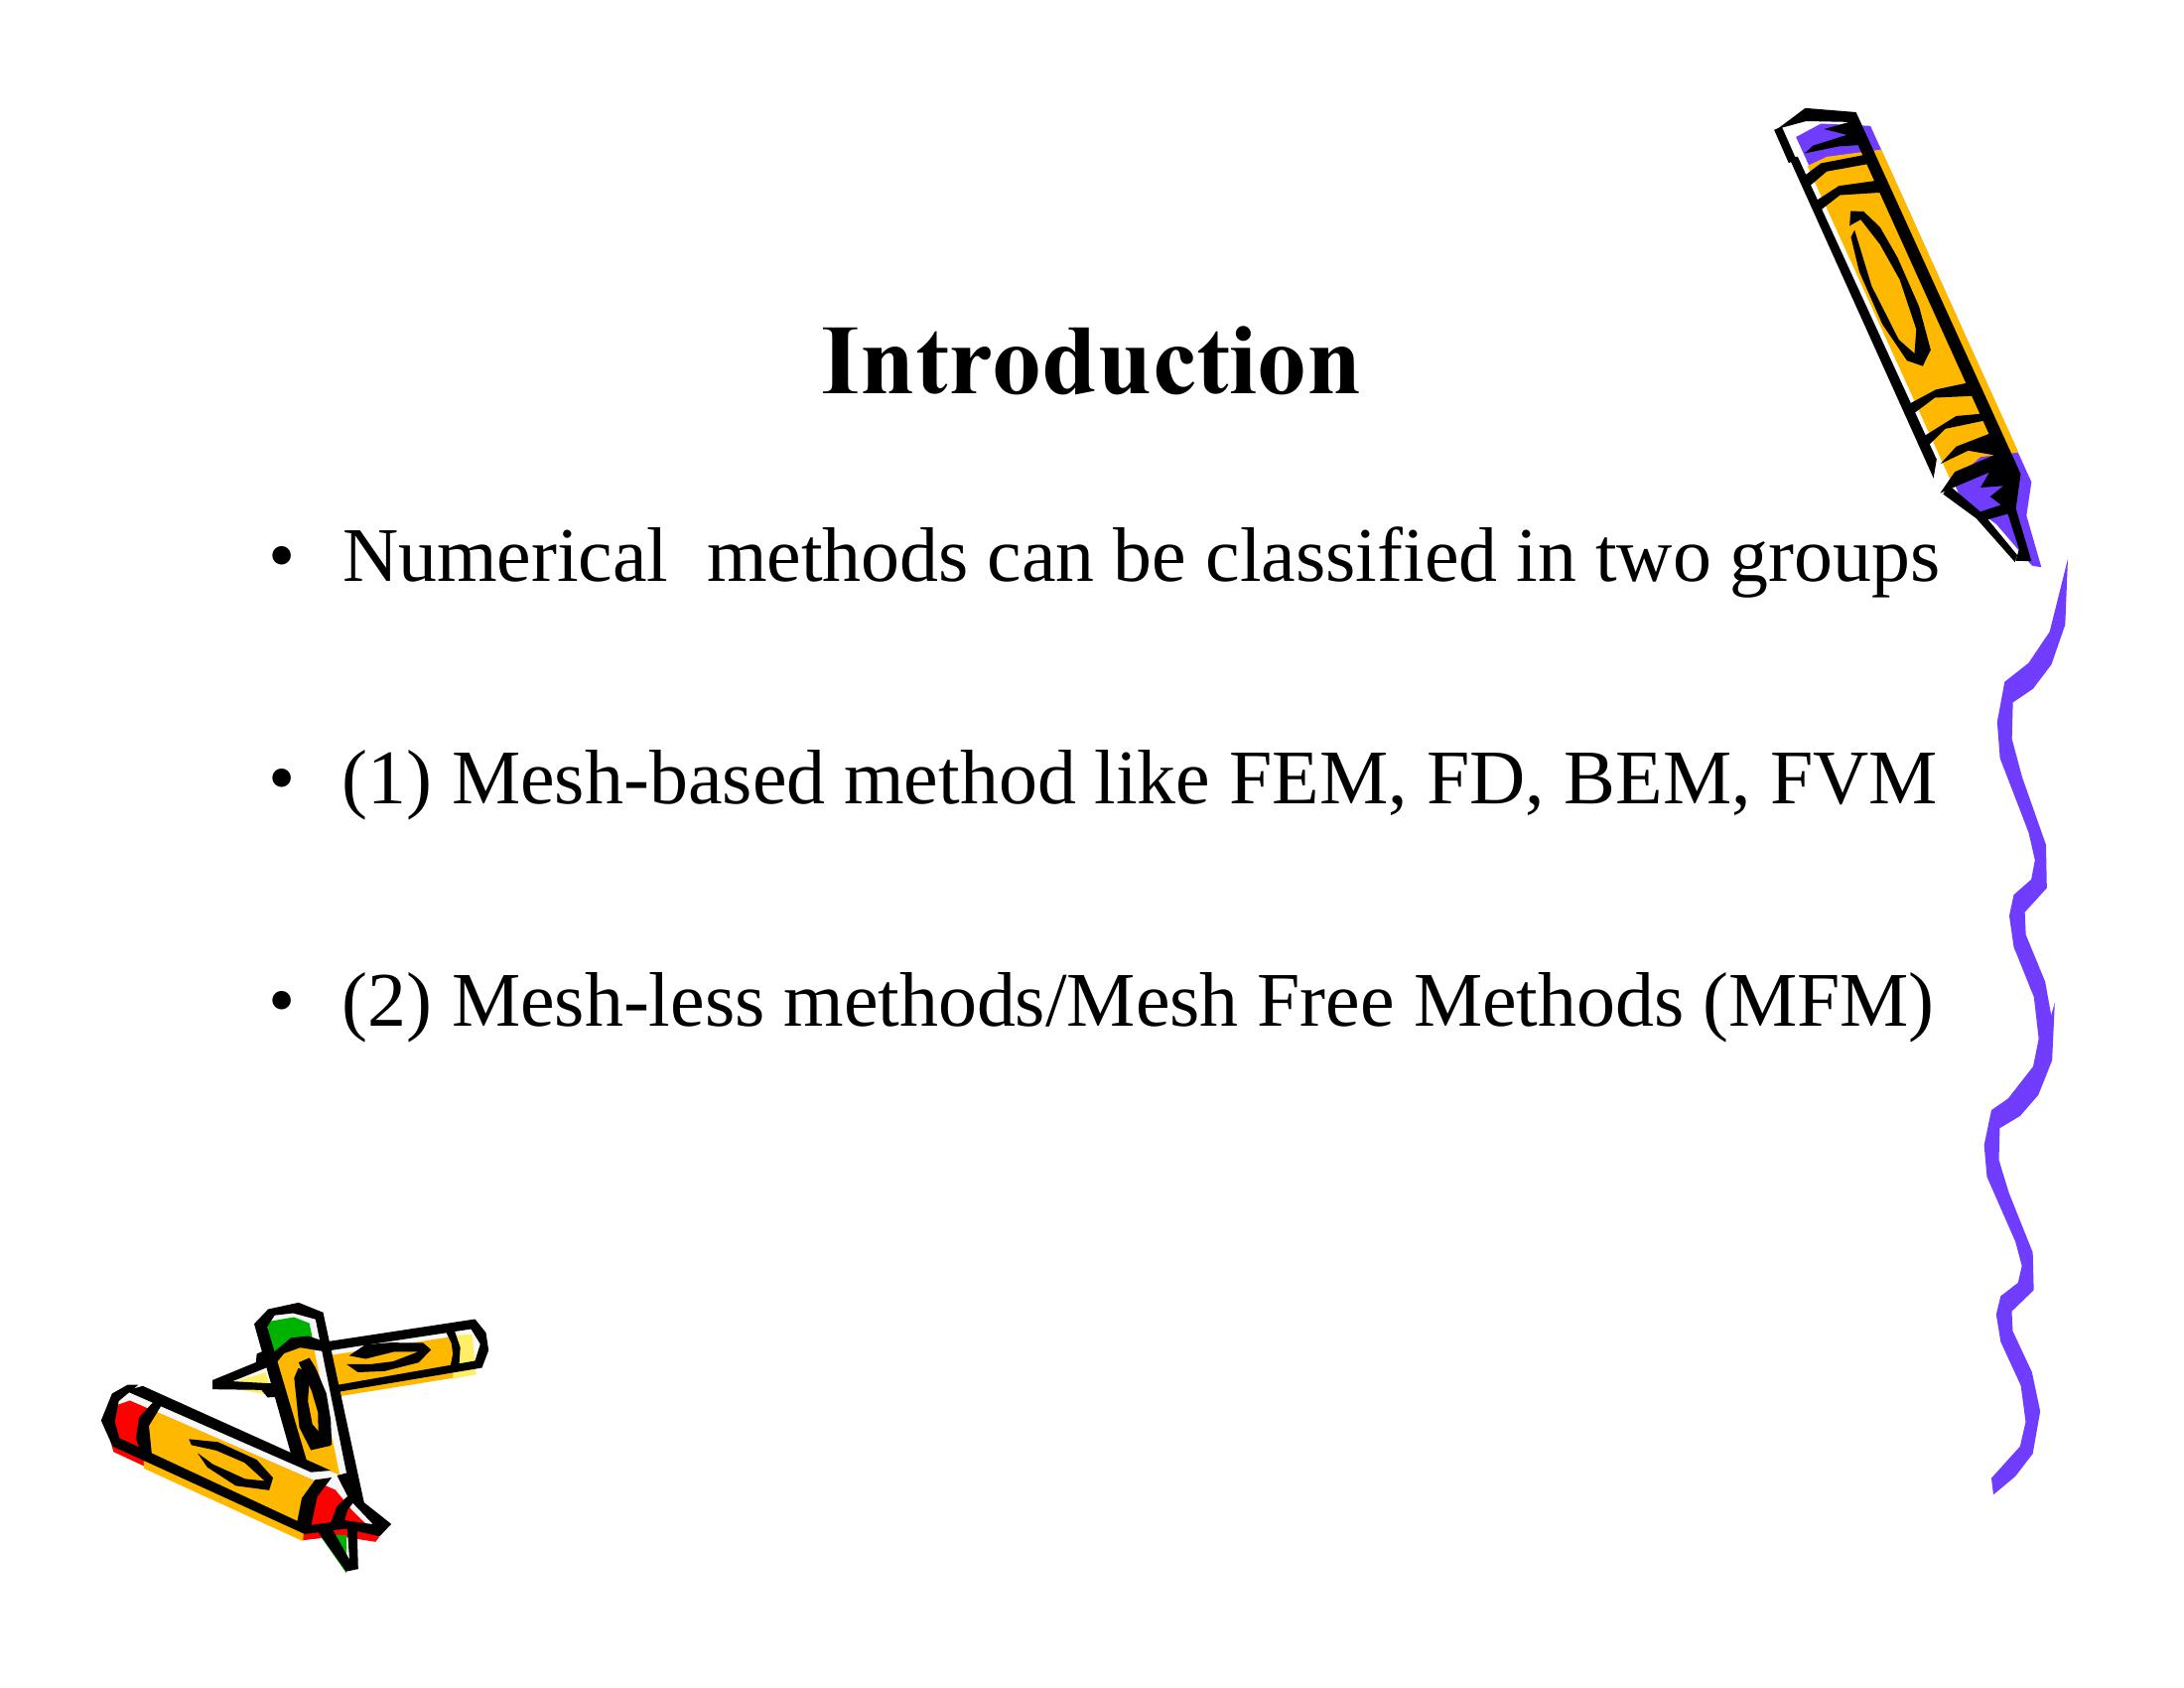 Introduction
• Numerical  methods can be classified in two groups
• (1) Mesh-based method like FEM, FD, BEM, FVM
• (2) Mesh-less methods/Mesh Free Methods (MFM)